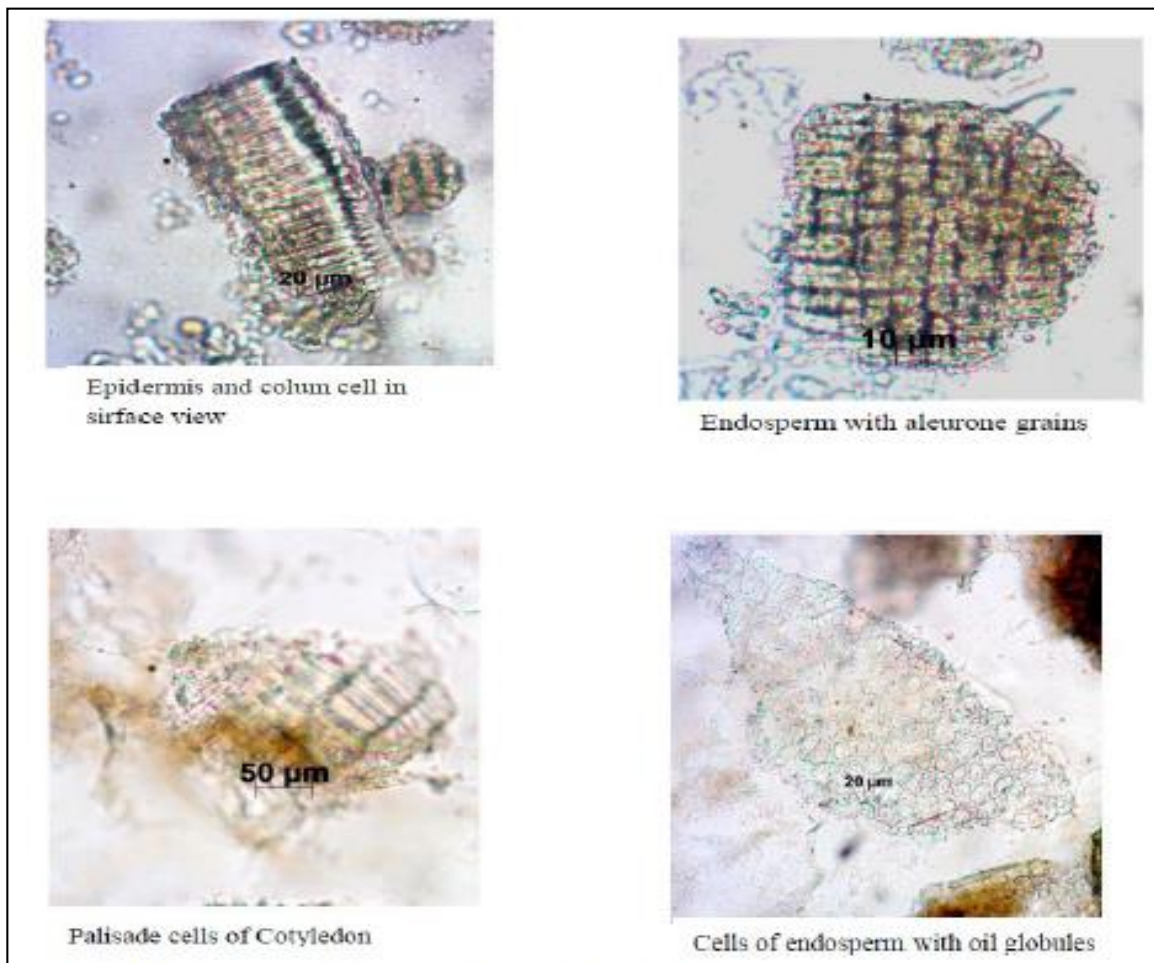 20 μm
Epidermis and colum cell in
sirface view
10 μm
Endosperm with aleurone grains
50 μm
Palisade cells of Cotyledon
20 μm
Cells of endosperm with oil globules